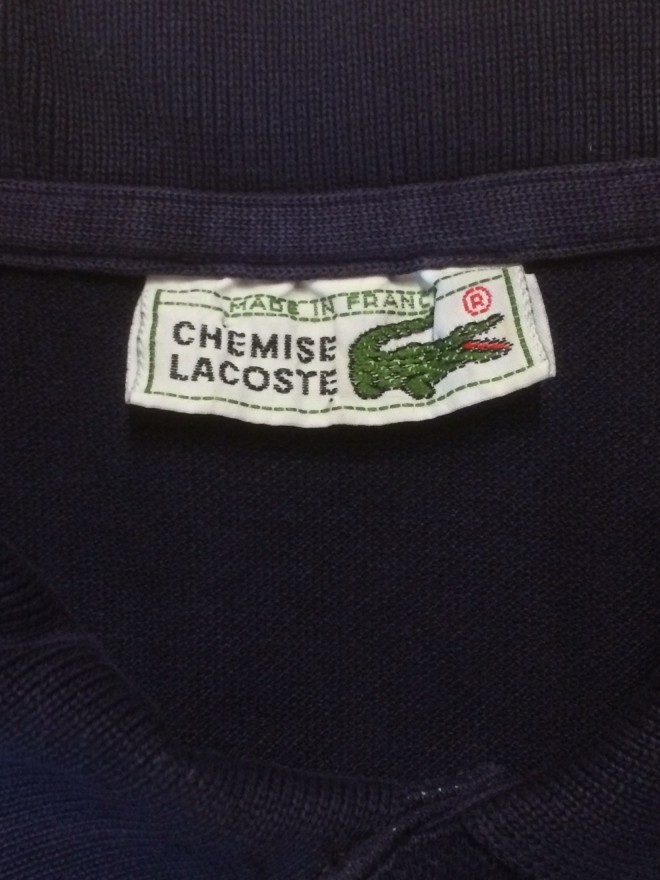 MADE IN FRANC
®
CHEMISE
LACOSTE